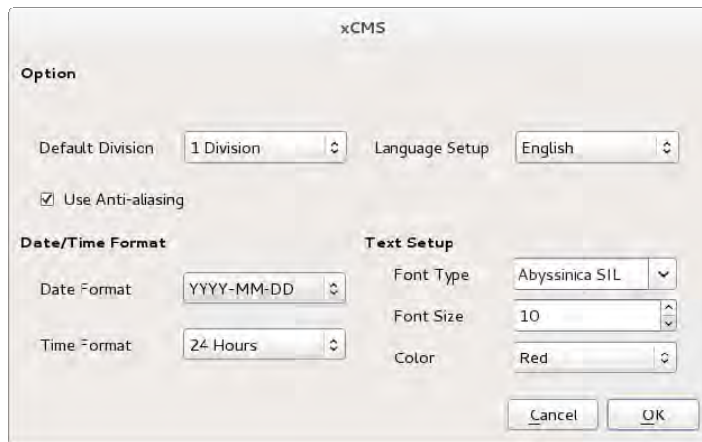 xCMS
Option
Default Division 1 Division Language Setup English
Use Anti-aliasing
Date/Time Format Text Setup
Font Type Abyssinica SIL
Date Format YYYY-MM-DD
Font Size 10
Time Format 24 Hours
Color Red
Cancel OK